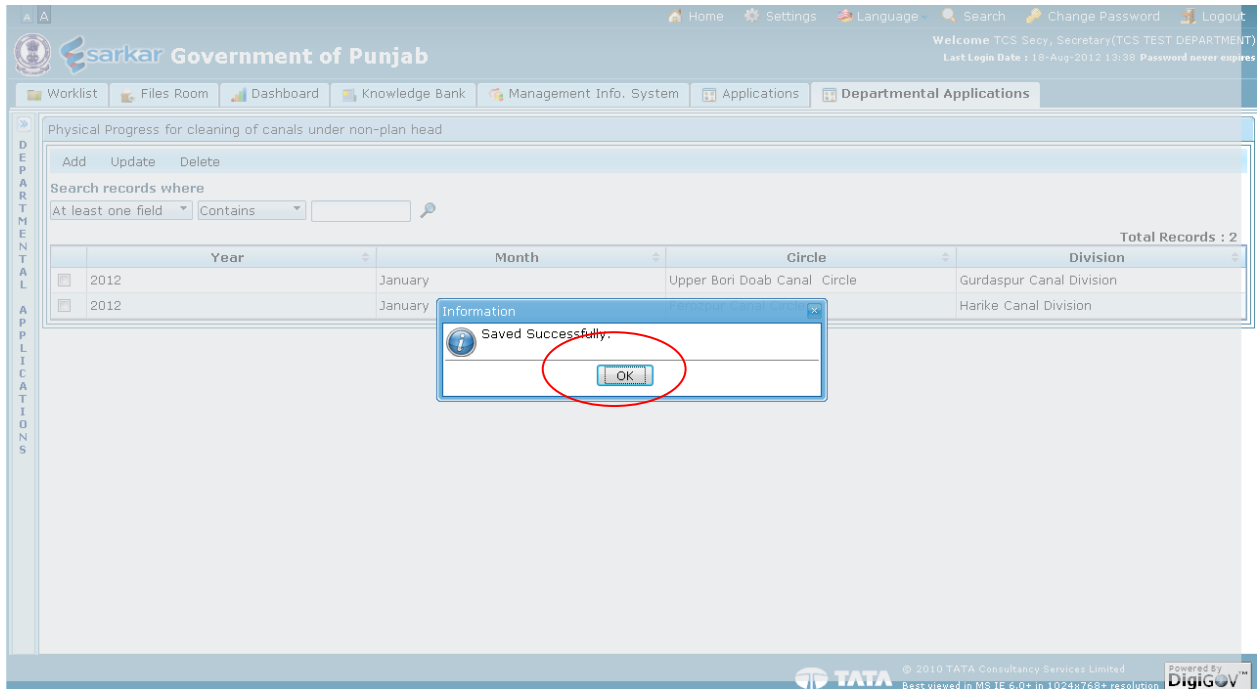 A A Home Settings Language Search Change Password Logout
esarkar Government of Punjab
Welcome TCS Secy, Secretary(TCS TEST DEPARTMENT)
Last Login Date : 18-Aug-2012 13:38 Password never expires
Worklist Files Room Dashboard Knowledge Bank Management Info. System Applications Departmental Applications
DEPARTMENTAL APPLICATIONS
Physical Progress for cleaning of canals under non-plan head
Add Update Delete
Search records where
At least one field Contains
Total Records : 2
Year Month Circle Division
2012 January Upper Bori Doab Canal Circle Gurdaspur Canal Division
2012 January Ferozpur Canal Circle Harike Canal Division
Information
Saved Successfully.
OK
TATA
© 2010 TATA Consultancy Services Limited
Best viewed in MS IE 6.0+ in 1024x768+ resolution
Powered By
DigiGOV™